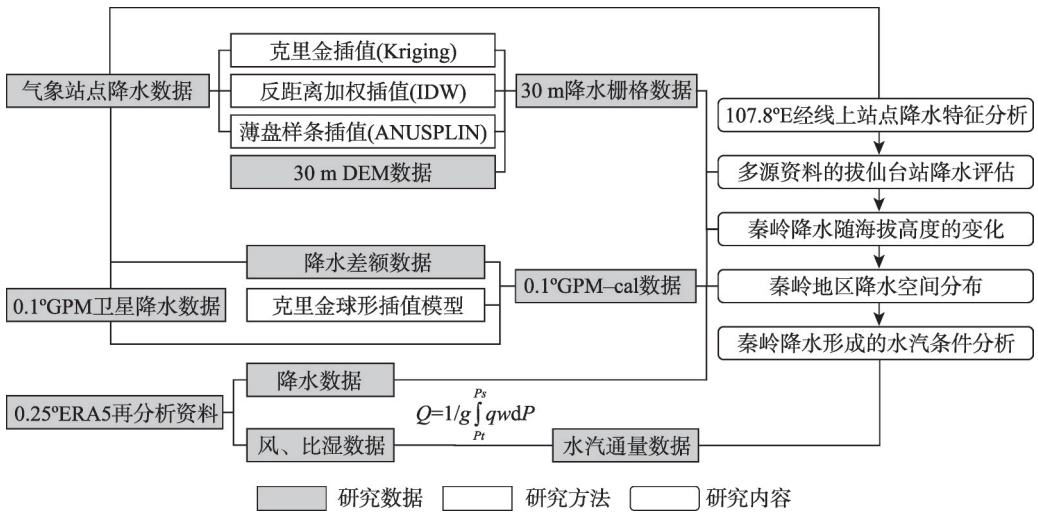 克里金插值(Kriging)
气象站点降水数据
反距离加权插值(IDW)
30 m降水栅格数据
薄盘样条插值(ANUSPLIN)
30 m DEM数据
107.8°E经线上站点降水特征分析
多源资料的拔仙台站降水评估
秦岭降水随海拔高度的变化
秦岭地区降水空间分布
秦岭降水形成的水汽条件分析
降水差额数据
0.1°GPM卫星降水数据
克里金球形插值模型
0.1°GPM–cal数据
降水数据
0.25°ERA5再分析资料
Q=1/g∫PtPs qwdP
风、比湿数据
水汽通量数据
研究数据
研究方法
研究内容